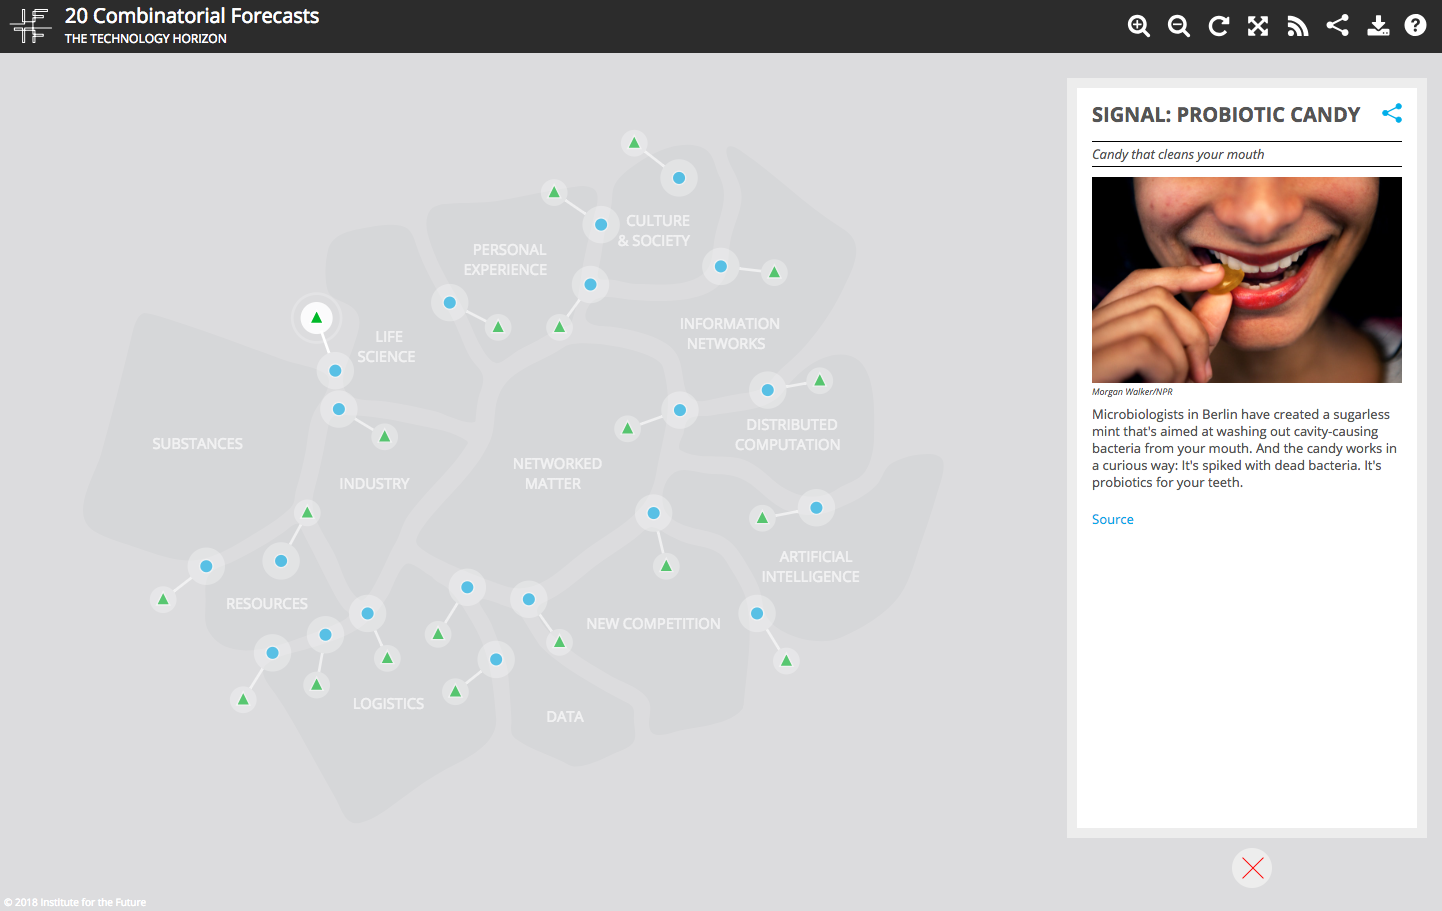 20 Combinatorial Forecasts
THE TECHNOLOGY HORIZON
SIGNAL: PROBIOTIC CANDY
Candy that cleans your mouth
Morgan Walker/NPR
Microbiologists in Berlin have created a sugarless
mint that's aimed at washing out cavity-causing
bacteria from your mouth. And the candy works in
a curious way: It's spiked with dead bacteria. It's
probiotics for your teeth.
Source
CULTURE
& SOCIETY
PERSONAL
EXPERIENCE
INFORMATION
NETWORKS
LIFE
SCIENCE
DISTRIBUTED
COMPUTATION
SUBSTANCES
NETWORKED
MATTER
INDUSTRY
ARTIFICIAL
INTELLIGENCE
RESOURCES
NEW COMPETITION
LOGISTICS
DATA
© 2018 Institute for the Future